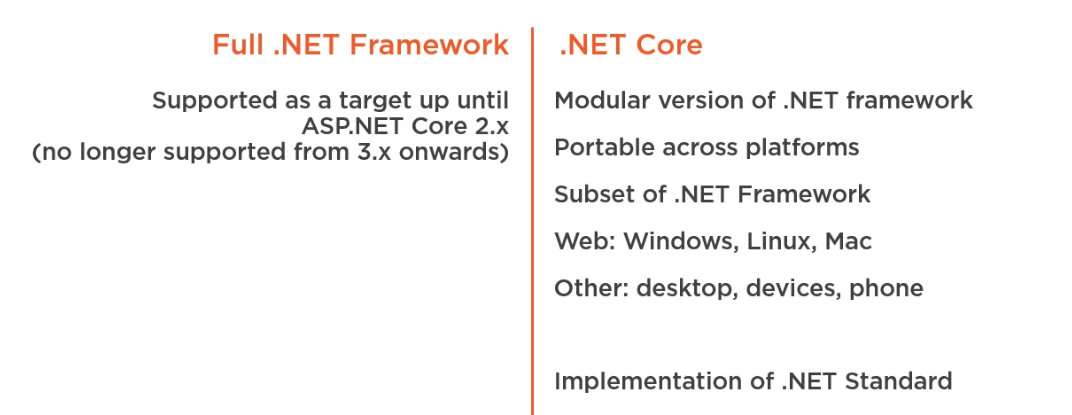 Full .NET Framework
Supported as a target up until
ASP.NET Core 2.x
(no longer supported from 3.x onwards)
.NET Core
Modular version of .NET framework
Portable across platforms
Subset of .NET Framework
Web: Windows, Linux, Mac
Other: desktop, devices, phone
Implementation of .NET Standard